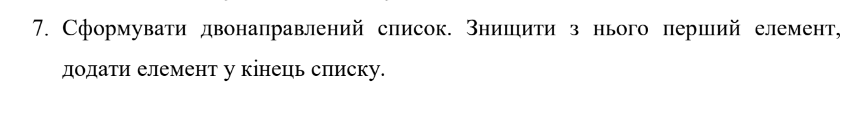 7. Сформувати двонаправлений список. Знищити з нього перший елемент,
додати елемент у кінець списку.